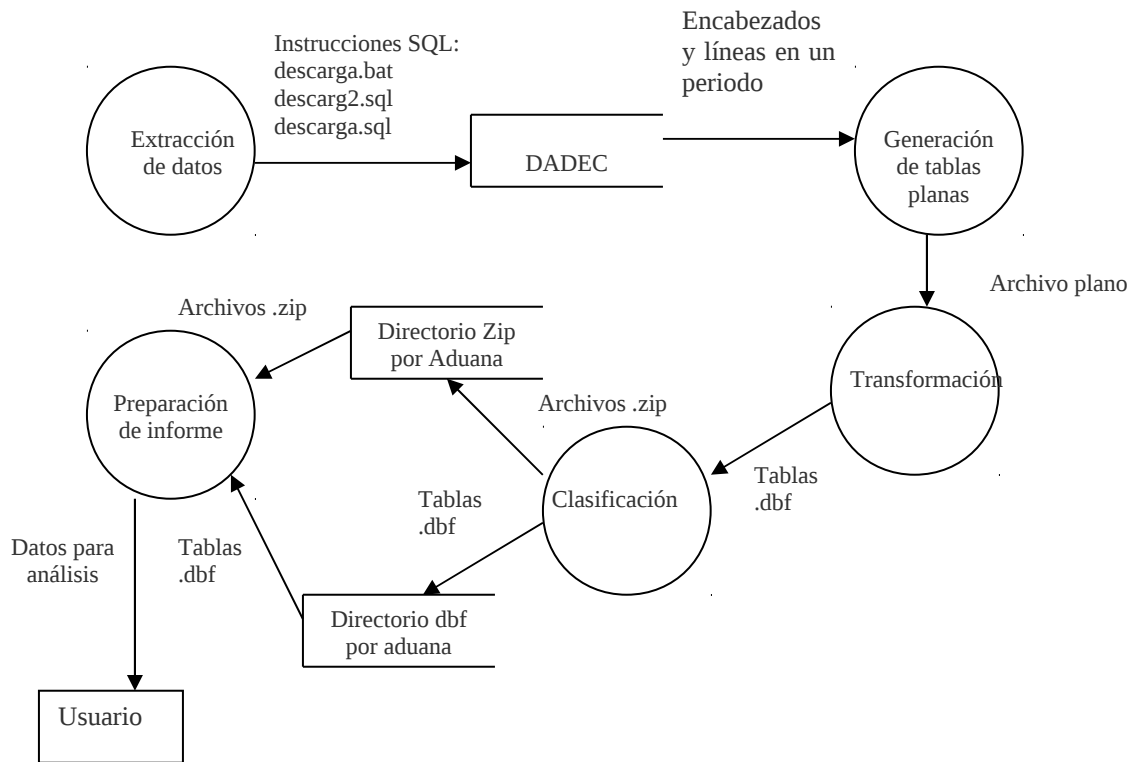 Encabezados
y líneas en un
periodo
Instrucciones SQL:
descarga.bat
descarg2.sql
descarga.sql
Extracción
de datos
DADEC
Generación
de tablas
planas
Archivo plano
Archivos .zip
Directorio Zip
por Aduana
Transformación
Preparación
de informe
Archivos .zip
Tablas
.dbf
Clasificación
Tablas
.dbf
Datos para
análisis
Tablas
.dbf
Directorio dbf
por aduana
Usuario